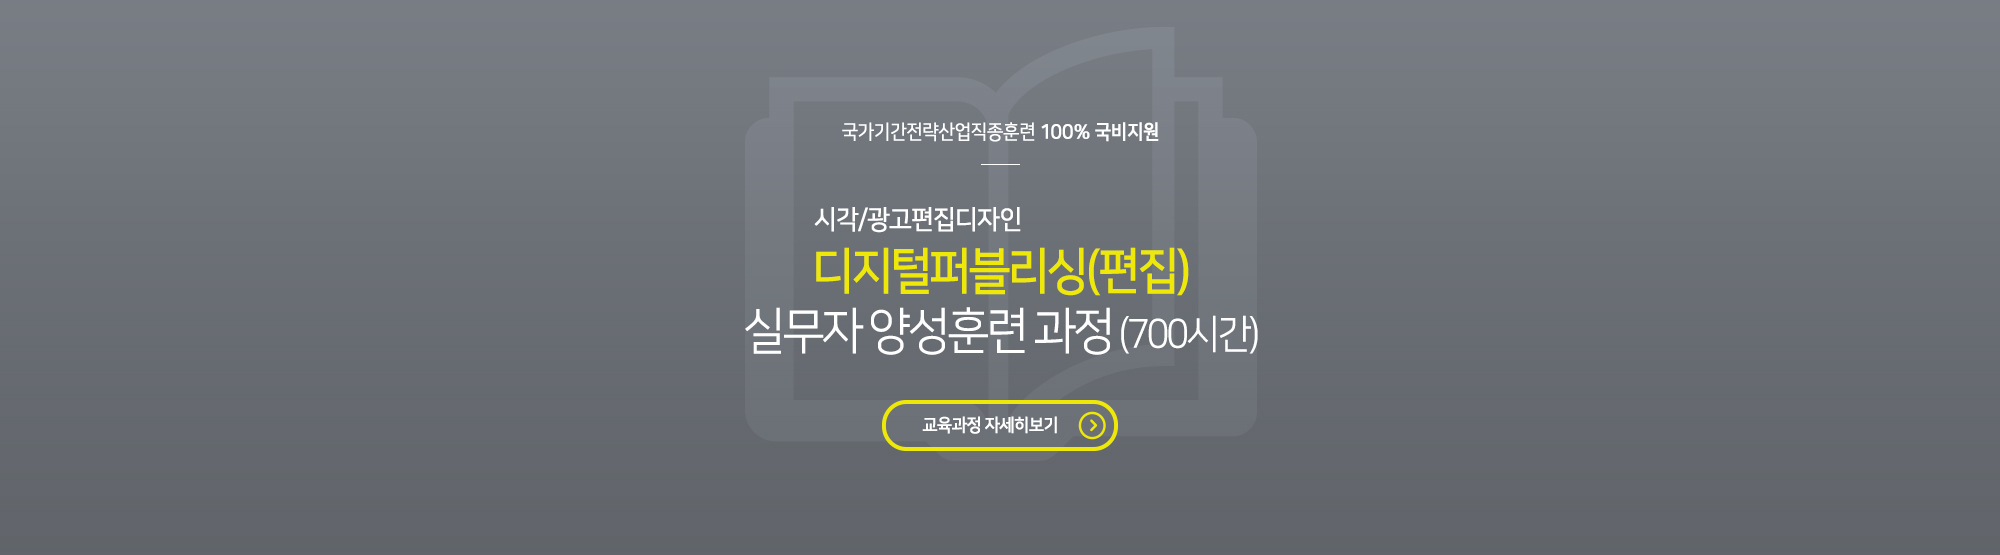 국가기간전략산업직종훈련 100% 국비지원
시각/광고편집디자인
디지털퍼블리싱(편집)
실무자 양성훈련 과정 (700시간)
교육과정 자세히보기